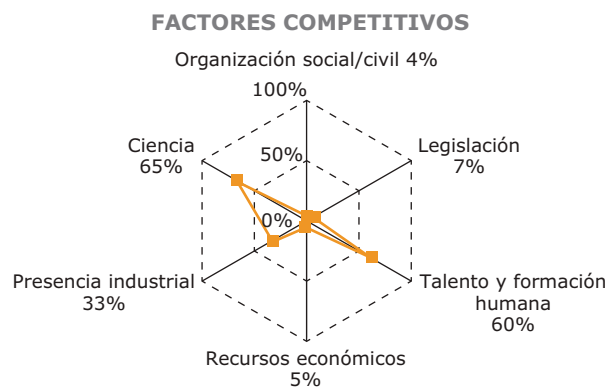 FACTORES COMPETITIVOS
Organización social/civil 4%
100%
Ciencia
65%
50%
Legislación
7%
0%
Presencia industrial
33%
Talento y formación
humana
60%
Recursos económicos
5%